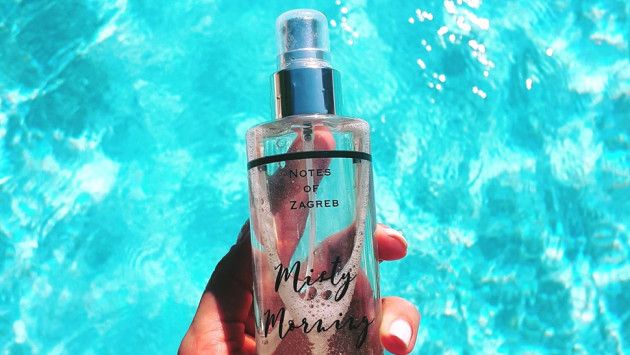 NOTES
OF
ZAGREB
Misty
Morning